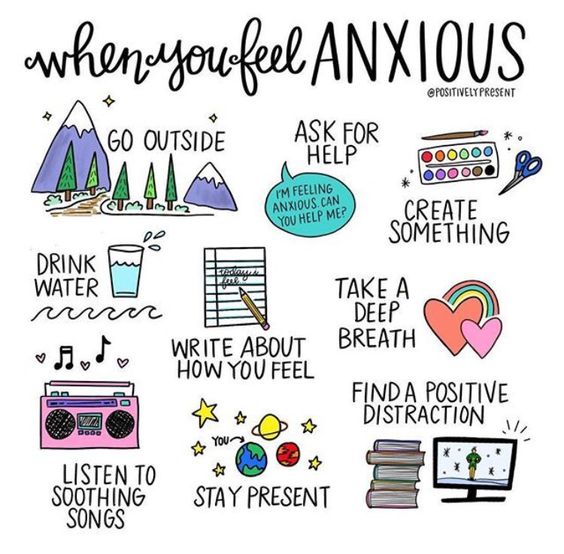 when you feel ANXIOUS
@POSITIVELYPRESENT
GO OUTSIDE
ASK FOR
HELP
I'M FEELING
ANXIOUS. CAN
YOU HELP ME?
CREATE
SOMETHING
DRINK
WATER
today i
feel
WRITE ABOUT
HOW YOU FEEL
TAKE A
DEEP
BREATH
LISTEN TO
SOOTHING
SONGS
YOU
STAY PRESENT
FIND A POSITIVE
DISTRACTION